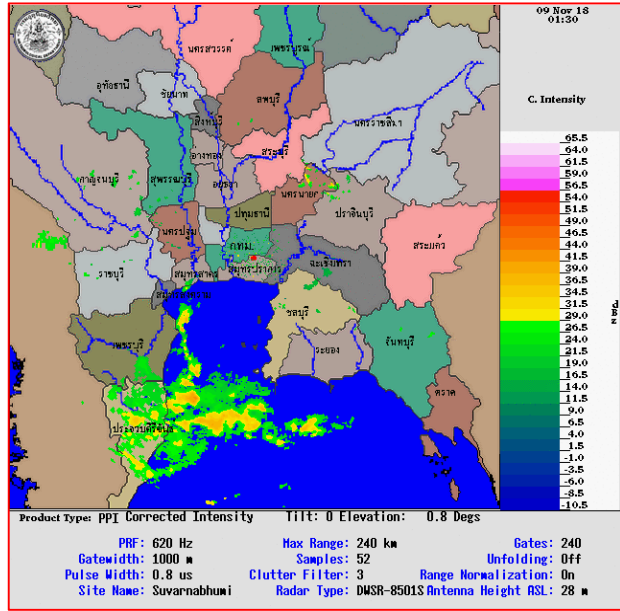 09 Nov 18
01:30
C. Intensity
นครสวรรค์
เพชรบูรณ์
อุทัยธานี
ชัยนาท
ลพบุรี
สิงห์บุรี
นครราชสีมา
อ่างทอง
สระบุรี
กาญจนบุรี
สุพรรณบุรี
อยุธยา
นครนายก
ปทุมธานี
ปราจีนบุรี
นครปฐม
กทม.
สระแก้ว
ราชบุรี
สมุทรสาคร
สมุทรปราการ
ฉะเชิงเทรา
สมุทรสงคราม
ชลบุรี
เพชรบุรี
ระยอง
จันทบุรี
ตราด
ประจวบคีรีขันธ์
65.5
64.0
61.5
59.0
56.5
54.0
51.5
49.0
46.5
44.0
41.5
39.0
36.5
34.0
31.5
29.0
26.5
24.0
21.5
19.0
16.5
14.0
11.5
9.0
6.5
4.0
1.5
-1.0
-3.5
-6.0
-8.5
-10.5
Product Type: PPI Corrected Intensity Tilt: 0 Elevation: 0.8 Degs
PRF: 620 Hz Max Range: 240 km Gates: 240
Gatewidth: 1000 m Samples: 52 Unfolding: Off
Pulse Width: 0.8 us Clutter Filter: 3 Range Normalization: On
Site Name: Suvarnabhumi Radar Type: DWSR-8501S Antenna Height ASL: 28 m